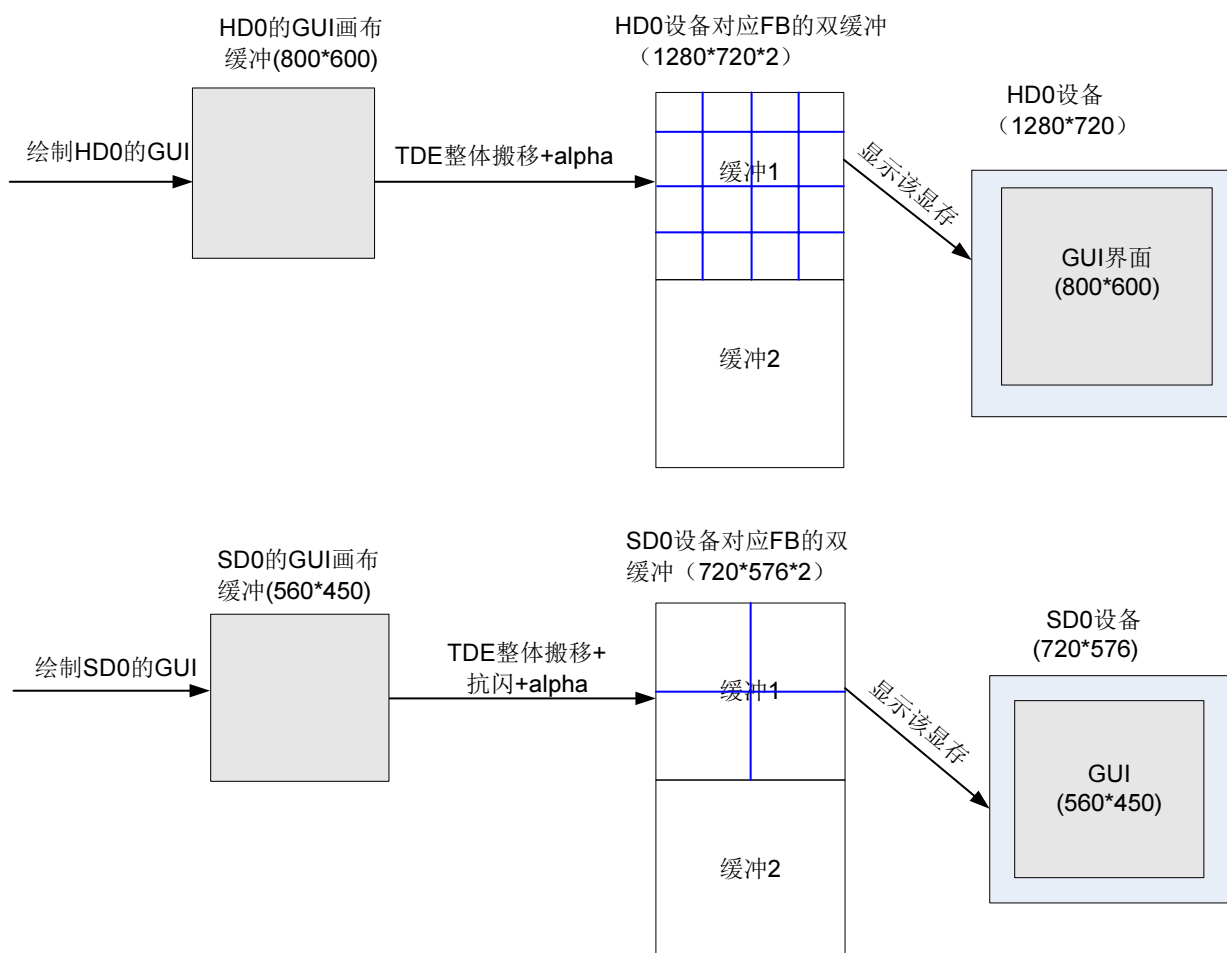 HD0的GUI画布
缓冲(800*600)
HD0设备对应FB的双缓冲
（1280*720*2）
HD0设备
（1280*720）
绘制HD0的GUI
TDE整体搬移+alpha
缓冲1
显示该显存
GUI界面
(800*600)
缓冲2
SD0的GUI画布
缓冲(560*450)
SD0设备对应FB的双
缓冲（720*576*2）
SD0设备
(720*576)
绘制SD0的GUI
TDE整体搬移+
抗闪+alpha
缓冲1
显示该显存
GUI
(560*450)
缓冲2